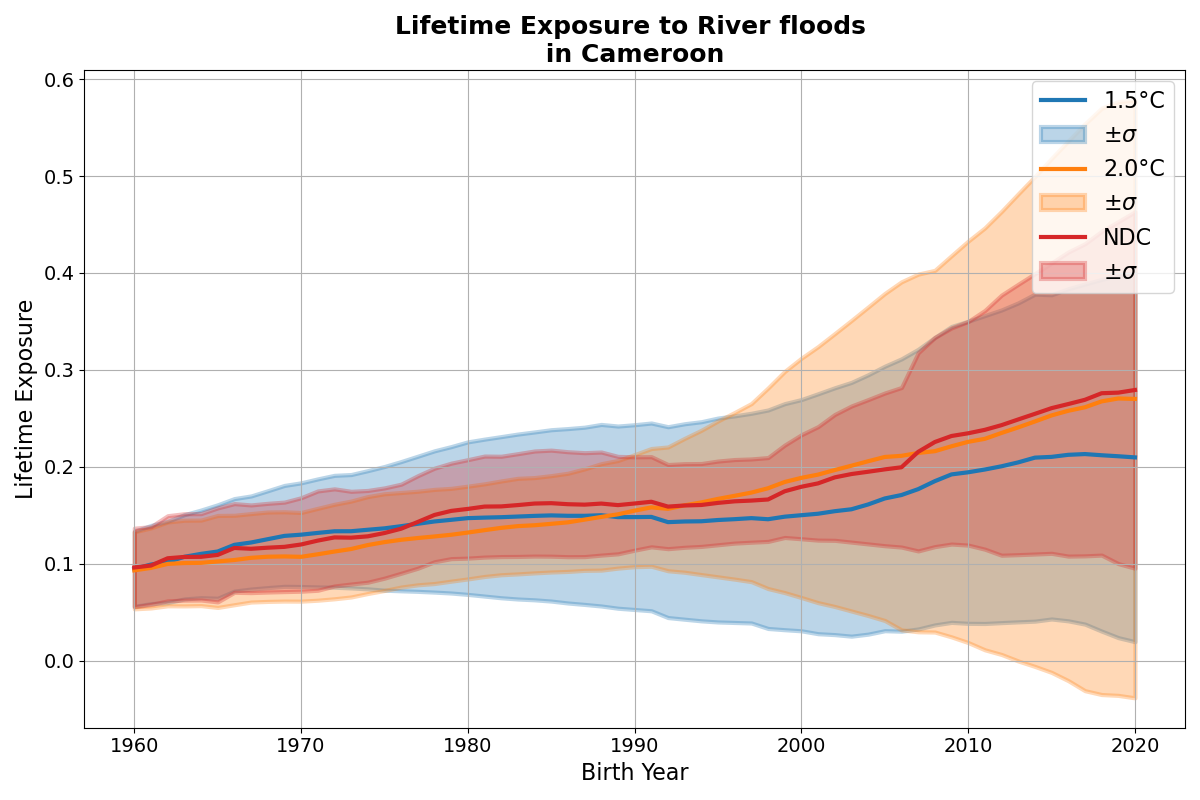 Lifetime Exposure to River floods
in Cameroon
Lifetime Exposure
0.6
0.5
0.4
0.3
0.2
0.1
0.0
1960 1970 1980 1990 2000 2010 2020
Birth Year
1.5°C
±σ
2.0°C
±σ
NDC
±σ